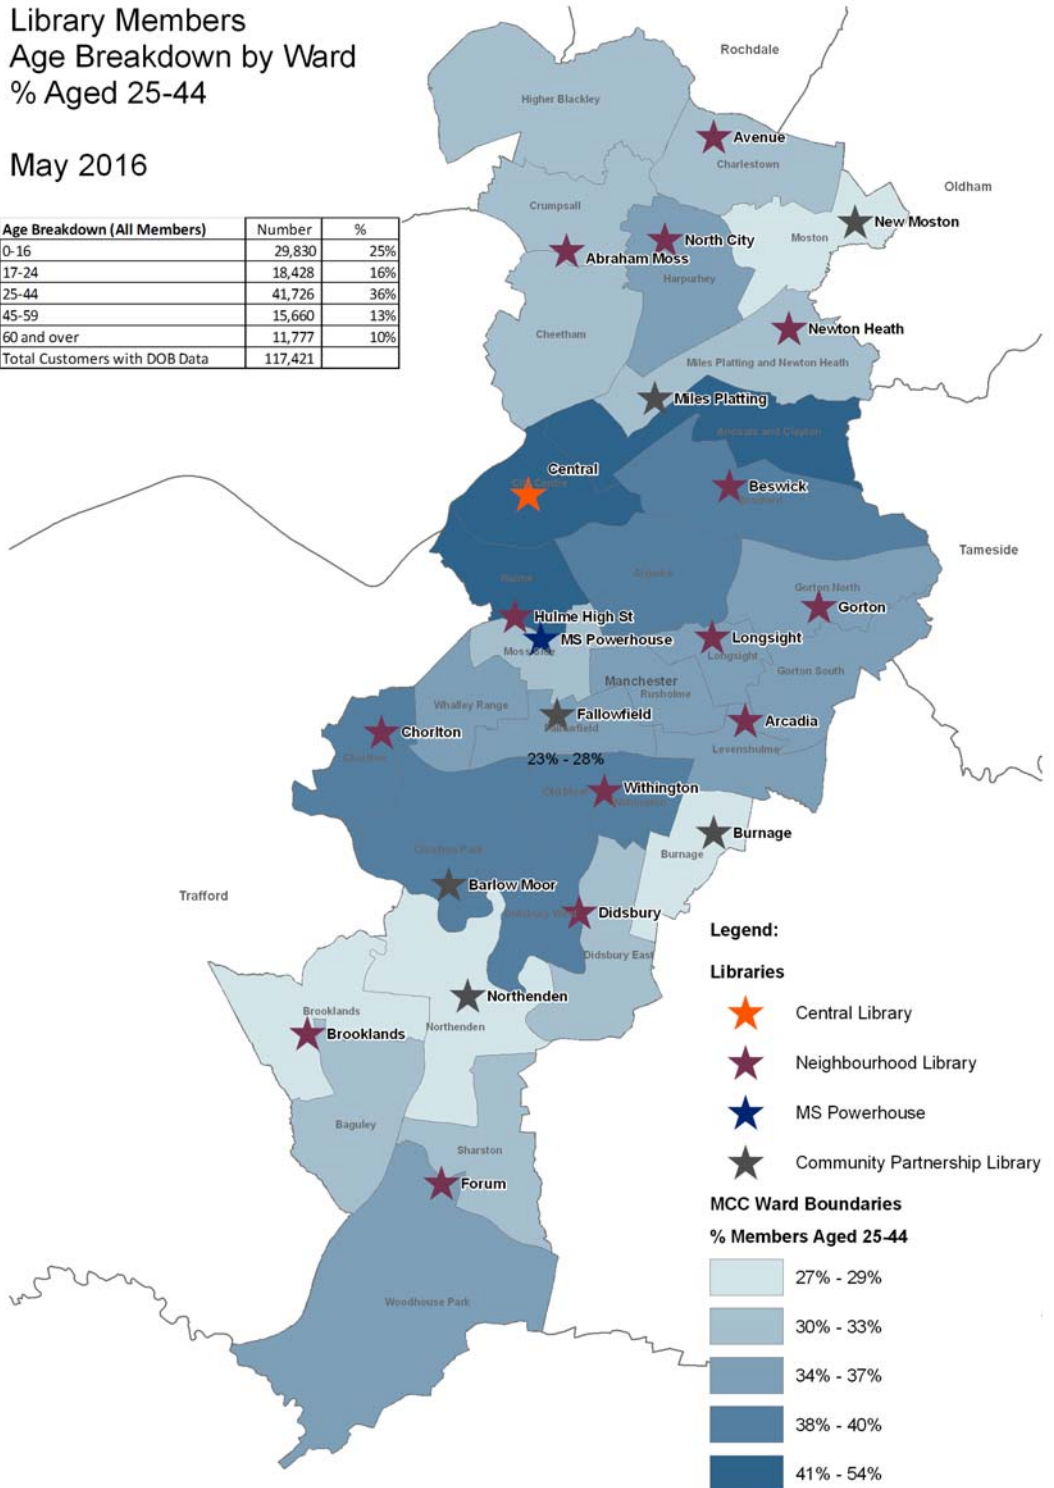 Library Members
Age Breakdown by Ward
% Aged 25-44
May 2016
Age Breakdown (All Members) Number %
0-16 29,830 25%
17-24 18,428 16%
25-44 41,726 36%
45-59 15,660 13%
60 and over 11,777 10%
Total Customers with DOB Data 117,421
Rochdale
Higher Blackley
Avenue
Charlestown
Oldham
Crumpsall
New Moston
Moston
North City
Abraham Moss
Harpurhey
Newton Heath
Cheetham
Miles Platting and Newton Heath
Miles Platting
Ancoats and Clayton
Central
City Centre
Beswick
Bradford
Tameside
Ardwick
Hulme
Gorton North
Gorton
Hulme High St
MS Powerhouse
Longsight
Moss Side
Longsight
Gorton South
Manchester
Rusholme
Whalley Range
Fallowfield
Fallowfield
Arcadia
Chorlton
Levenshulme
Chorlton
23% - 28%
Withington
Old Moat
Withington
Burnage
Burnage
Chorlton Park
Barlow Moor
Trafford
Didsbury
Didsbury West
Didsbury East
Northenden
Brooklands
Northenden
Brooklands
Baguley
Sharston
Forum
Woodhouse Park
Legend:
Libraries
Central Library
Neighbourhood Library
MS Powerhouse
Community Partnership Library
MCC Ward Boundaries
% Members Aged 25-44
27% - 29%
30% - 33%
34% - 37%
38% - 40%
41% - 54%